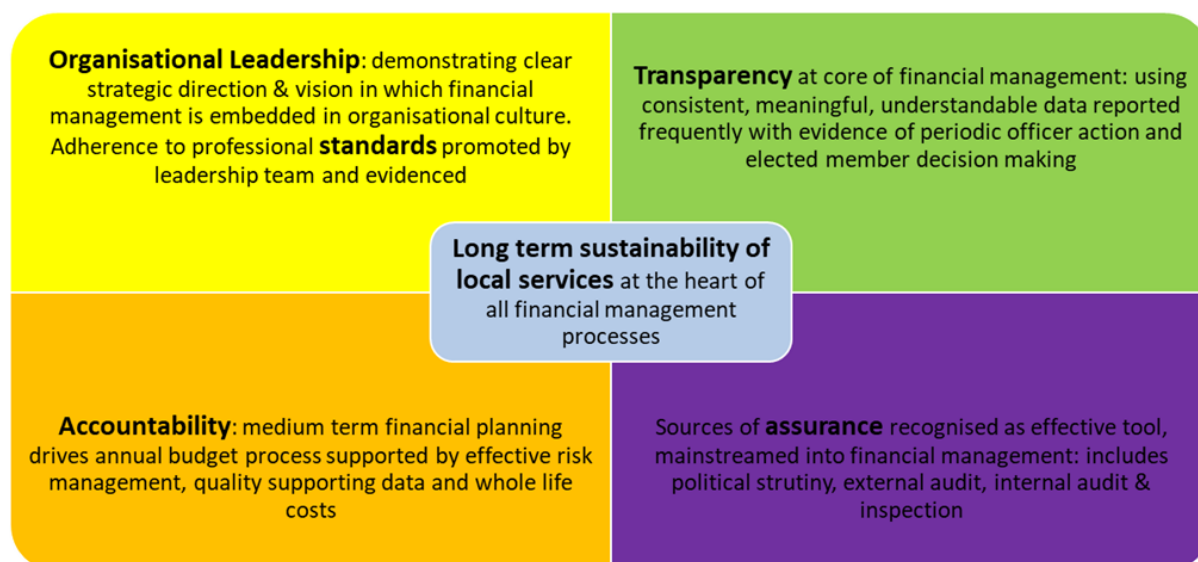 Organisational Leadership: demonstrating clear
strategic direction & vision in which financial
management is embedded in organisational culture.
Adherence to professional standards promoted by
leadership team and evidenced
Transparency at core of financial management: using
consistent, meaningful, understandable data reported
frequently with evidence of periodic officer action and
elected member decision making
Long term sustainability of
local services at the heart of
all financial management
processes
Accountability: medium term financial planning
drives annual budget process supported by effective risk
management, quality supporting data and whole life
costs
Sources of assurance recognised as effective tool,
mainstreamed into financial management: includes
political strutiny, external audit, internal audit &
inspection